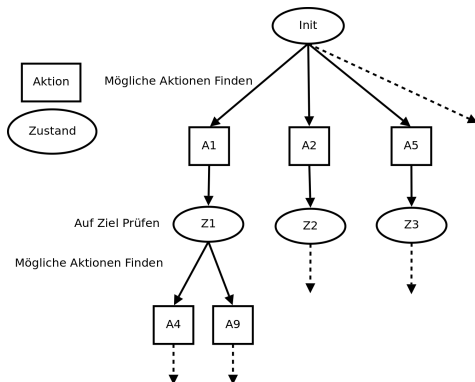 Init
Aktion
Mögliche Aktionen Finden
Zustand
A1
A2
A5
Auf Ziel Prüfen
Z1
Z2
Z3
Mögliche Aktionen Finden
A4
A9